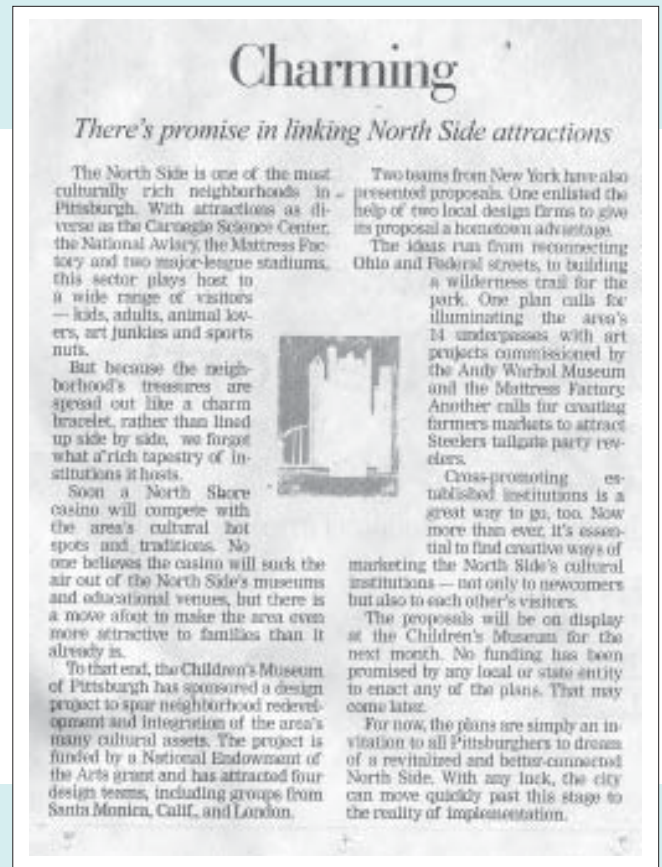 Charming
There's promise in linking North Side attractions
The North Side is one of the most
culturally rich neighborhoods in
Pittsburgh. With attractions as di-
verse as the Carnegie Science Center,
the National Aviary, the Mattress Fac-
tory and two major-league stadiums,
this sector plays host to
a wide range of visitors
— kids, adults, animal lov-
ers, art junkies and sports
nuts.
But because the neigh-
borhood's treasures are
spread out like a charm
bracelet, rather than lined
up side by side, we forget
what a rich tapestry of in-
stitutions it hosts.
Soon a North Shore
casino will compete with
the area's cultural hot
spots and traditions. No
one believes the casino will suck the
air out of the North Side's museums
and educational venues, but there is
a move afoot to make the area even
more attractive to families than it
already is.
To that end, the Children's Museum
of Pittsburgh has sponsored a design
project to spur neighborhood redevel-
opment and integration of the area's
many cultural assets. The project is
funded by a National Endowment of
the Arts grant and has attracted four
design teams, including groups from
Santa Monica, Calif., and London.
Two teams from New York have also
presented proposals. One enlisted the
help of two local design firms to give
its proposal a hometown advantage.
The ideas run from reconnecting
Ohio and Federal streets, to building
a wilderness trail for the
park. One plan calls for
illuminating the area's
14 underpasses with art
projects commissioned by
the Andy Warhol Museum
and the Mattress Factory.
Another calls for creating
farmers markets to attract
Steelers tailgate party rev-
elers.
Cross-promoting es-
tablished institutions is a
great way to go, too. Now
more than ever, it's essen-
tial to find creative ways of
marketing the North Side's cultural
institutions — not only to newcomers
but also to each other's visitors.
The proposals will be on display
at the Children's Museum for the
next month. No funding has been
promised by any local or state entity
to enact any of the plans. That may
come later.
For now, the plans are simply an in-
vitation to all Pittsburghers to dream
of a revitalized and better-connected
North Side. With any luck, the city
can move quickly past this stage to
the reality of implementation.